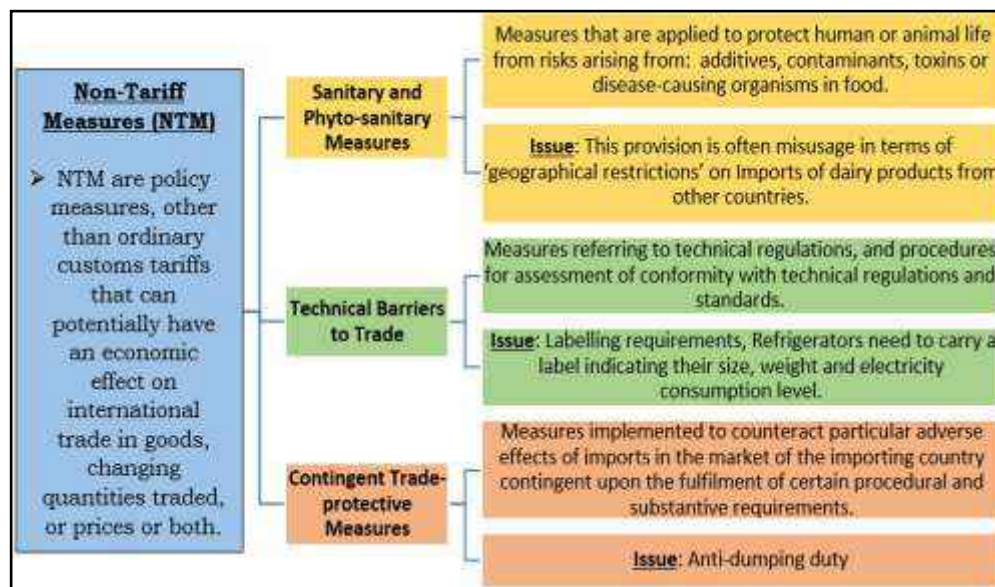 Non-Tariff
Measures (NTM)
➤ NTM are policy
measures, other
than ordinary
customs tariffs
that can
potentially have
an economic
effect on
international
trade in goods,
changing
quantities traded,
or prices or both.
Sanitary and
Phyto-sanitary
Measures
Measures that are applied to protect human or animal life
from risks arising from: additives, contaminants, toxins or
disease-causing organisms in food.
Issue: This provision is often misusage in terms of
'geographical restrictions' on Imports of dairy products from
other countries.
Technical Barriers
to Trade
Measures referring to technical regulations, and procedures
for assessment of conformity with technical regulations and
standards.
Issue: Labelling requirements, Refrigerators need to carry a
label indicating their size, weight and electricity
consumption level.
Contingent Trade-
protective
Measures
Measures implemented to counteract particular adverse
effects of imports in the market of the importing country
contingent upon the fulfilment of certain procedural and
substantive requirements.
Issue: Anti-dumping duty